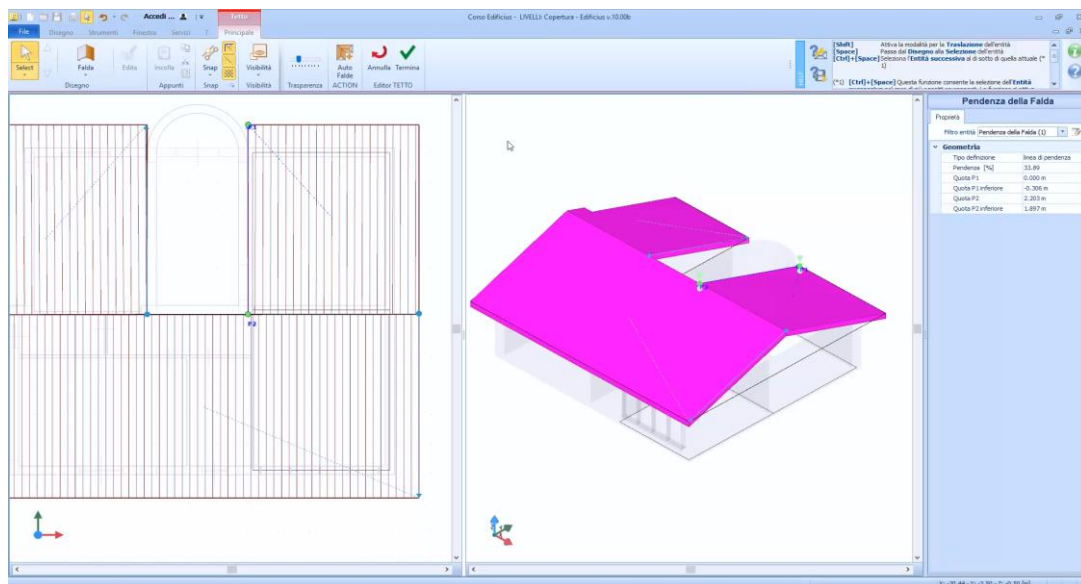 Accedi ...
Tetto
Corso Edificius - LIVELLI: Copertura - Edificius v.10.00b
File Disegno Strumenti Finestra Servizi ? Principale
Select Falda Edita Incolla Snap Visibilità Auto Falde Annulla Termina
Disegno Appunti Snap Visibilità Trasparenza ACTION Editor TETTO
[Shift] Attiva la modalità per la Traslazione dell'entità
[Space] Passa dal Disegno alla Selezione dell'entità
[Ctrl]+[Space] Seleziona l'Entità successiva al di sotto di quella attuale (*
1)
(*1) [Ctrl]+[Space] Questa funzione consente la selezione dell'Entità
Pendenza della Falda
Proprietà
Filtro entità Pendenza della Falda (1)
Geometria
Tipo definizione linea di pendenza
Pendenza [%] 33.89
Quota P1 0.000 m
Quota P1 inferiore -0.306 m
Quota P2 2.203 m
Quota P2 inferiore 1.897 m
P1
P2